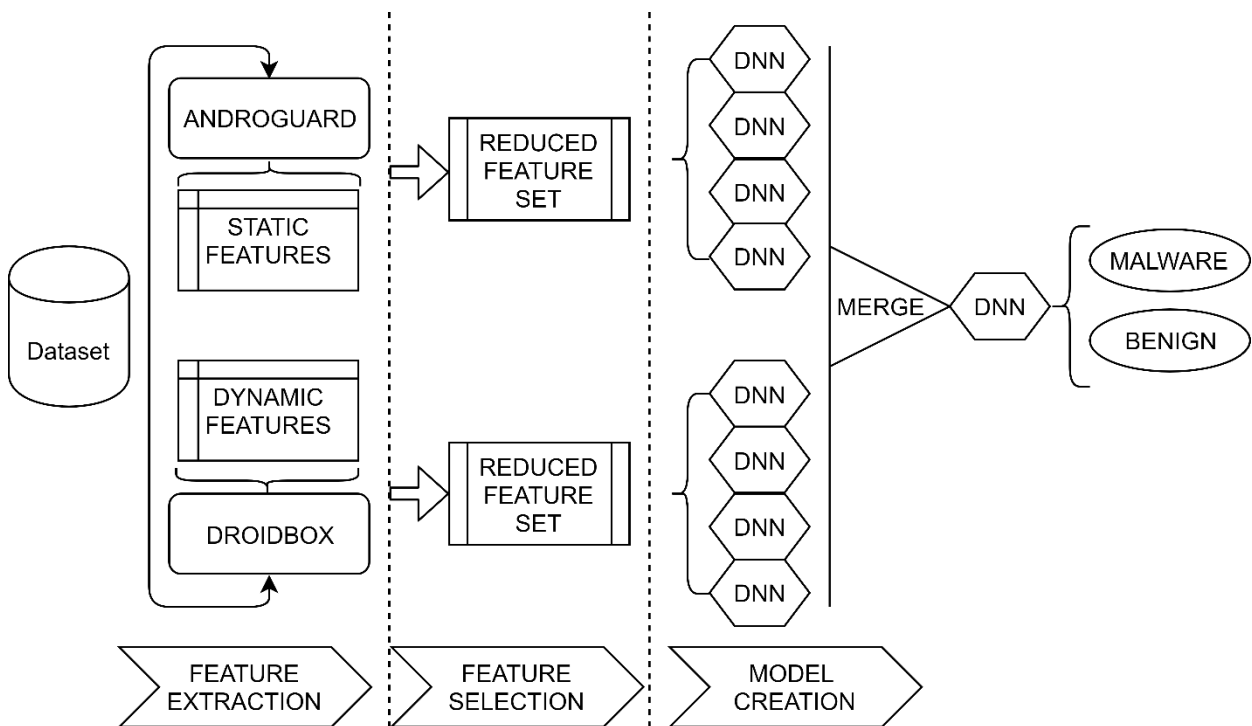 Dataset
ANDROGUARD
STATIC
FEATURES
DYNAMIC
FEATURES
DROIDBOX
FEATURE
EXTRACTION
REDUCED
FEATURE
SET
REDUCED
FEATURE
SET
FEATURE
SELECTION
DNN
DNN
DNN
DNN
DNN
DNN
DNN
DNN
MODEL
CREATION
MERGE
DNN
MALWARE
BENIGN